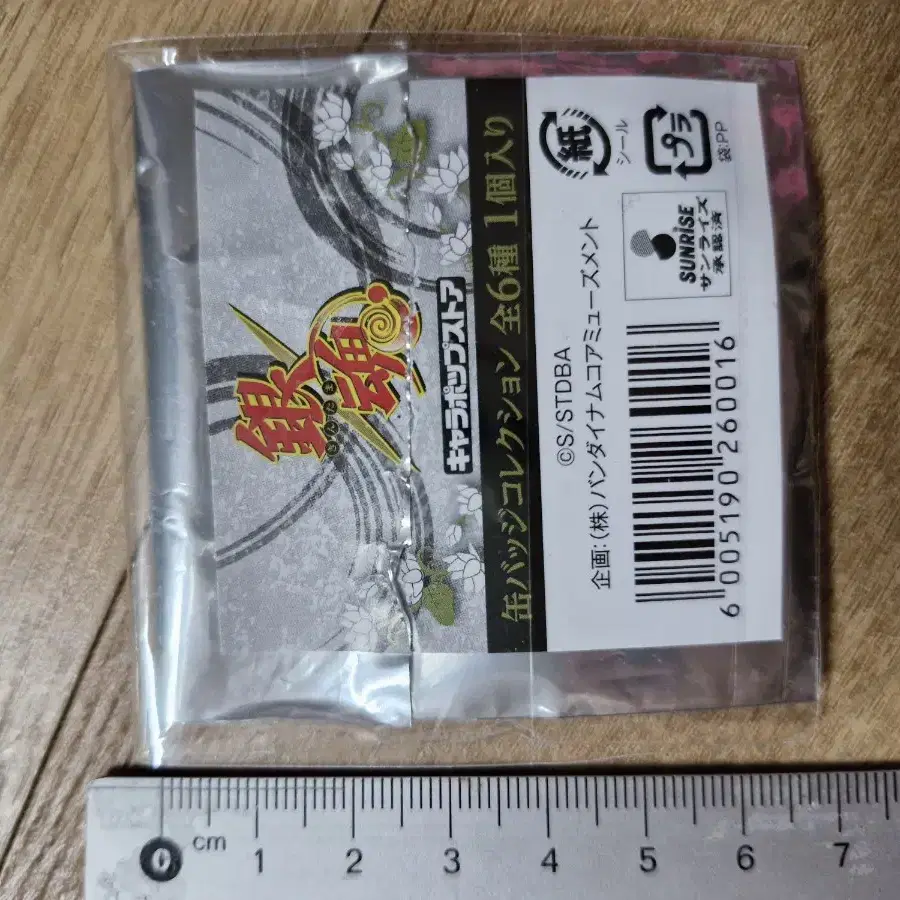 銀魂
ぎんたま
キャラポップストア
缶バッジコレクション 全6種 1個入り
紙
シール
プラ
袋:PP
©S/STDBA
企画:(株)バンダイナムコアミューズメント
SUNRISE
サンライズ
承認済
6 005190 260016
0 cm 1 2 3 4 5 6 7